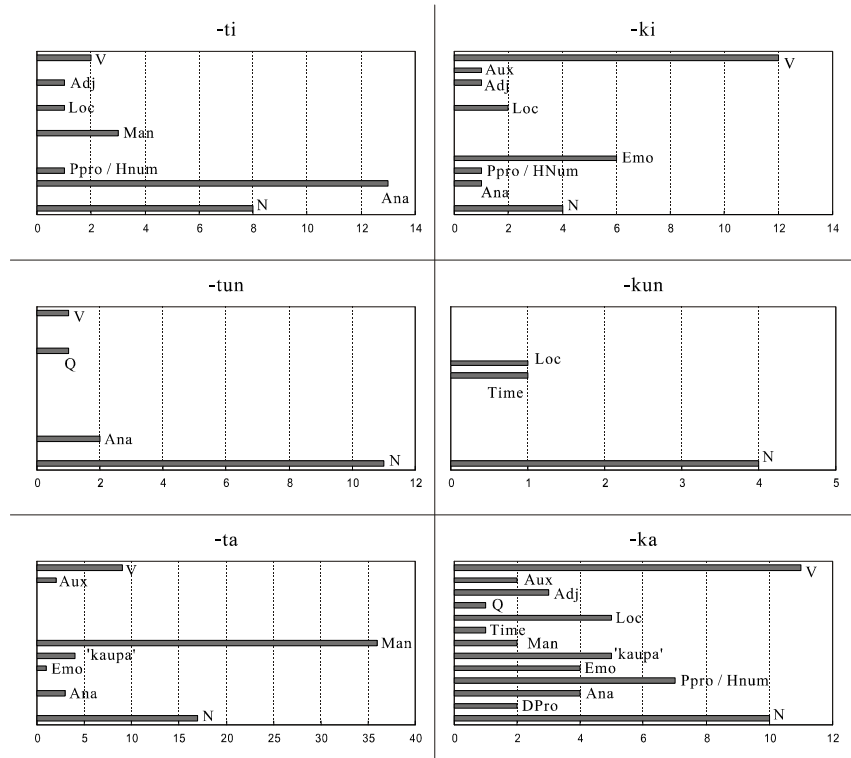 -ti
V
Adj
Loc
Man
Ppro / Hnum
Ana
N
0 2 4 6 8 10 12 14
-ki
V
Aux
Adj
Loc
Emo
Ppro / HNum
Ana
N
0 2 4 6 8 10 12 14
-tun
V
Q
Ana
N
0 2 4 6 8 10 12
-kun
Loc
Time
N
0 1 2 3 4 5
-ta
V
Aux
Man
'kaupa'
Emo
Ana
N
0 5 10 15 20 25 30 35 40
-ka
V
Aux
Adj
Q
Loc
Time
Man
'kaupa'
Emo
Ppro / Hnum
Ana
DPro
N
0 2 4 6 8 10 12